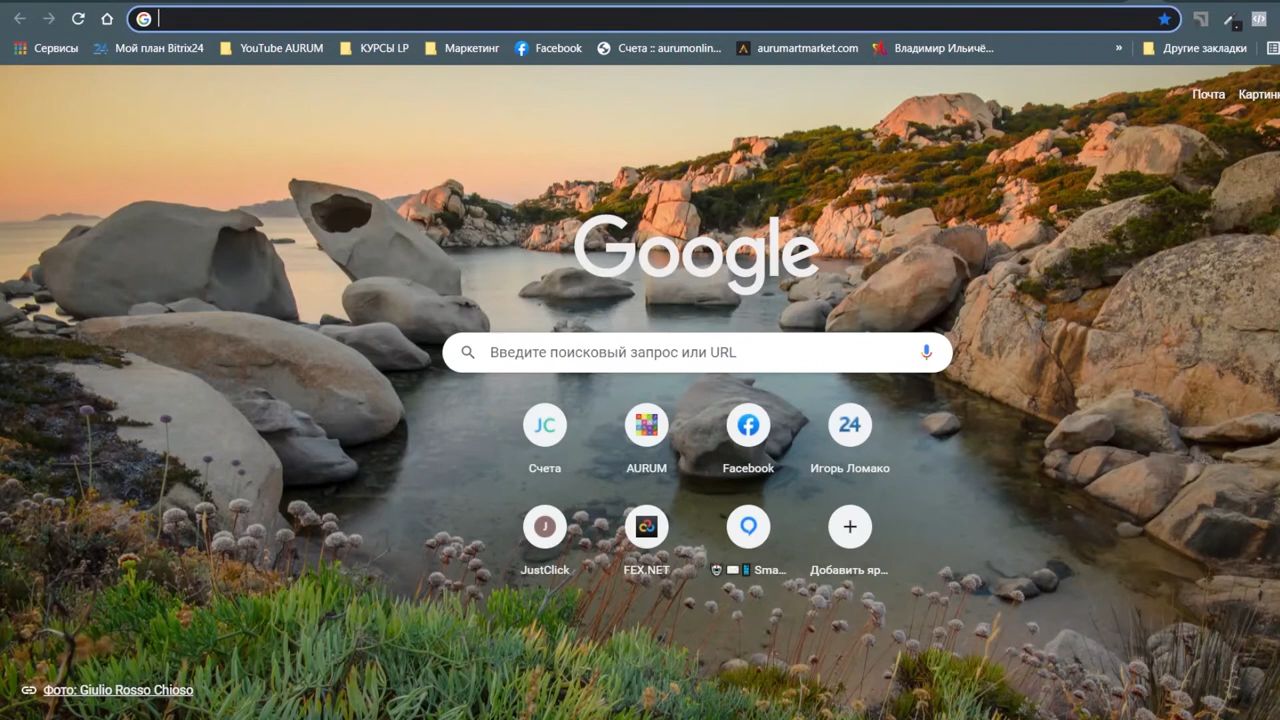 Сервисы
24. Мой план Bitrix24
YouTube AURUM
КУРСЫ LP
Маркетинг
Facebook
Счета :: aurumonlin...
aurumartmarket.com
Владимир Ильичё...
»
Другие закладки
Почта Картин
Google
Введите поисковый запрос или URL
JC
24
Счета
AURUM
Facebook
Игорь Ломако
J
JustClick
FEX.NET
Sma...
Добавить яр...
Фото: Giulio Rosso Chioso